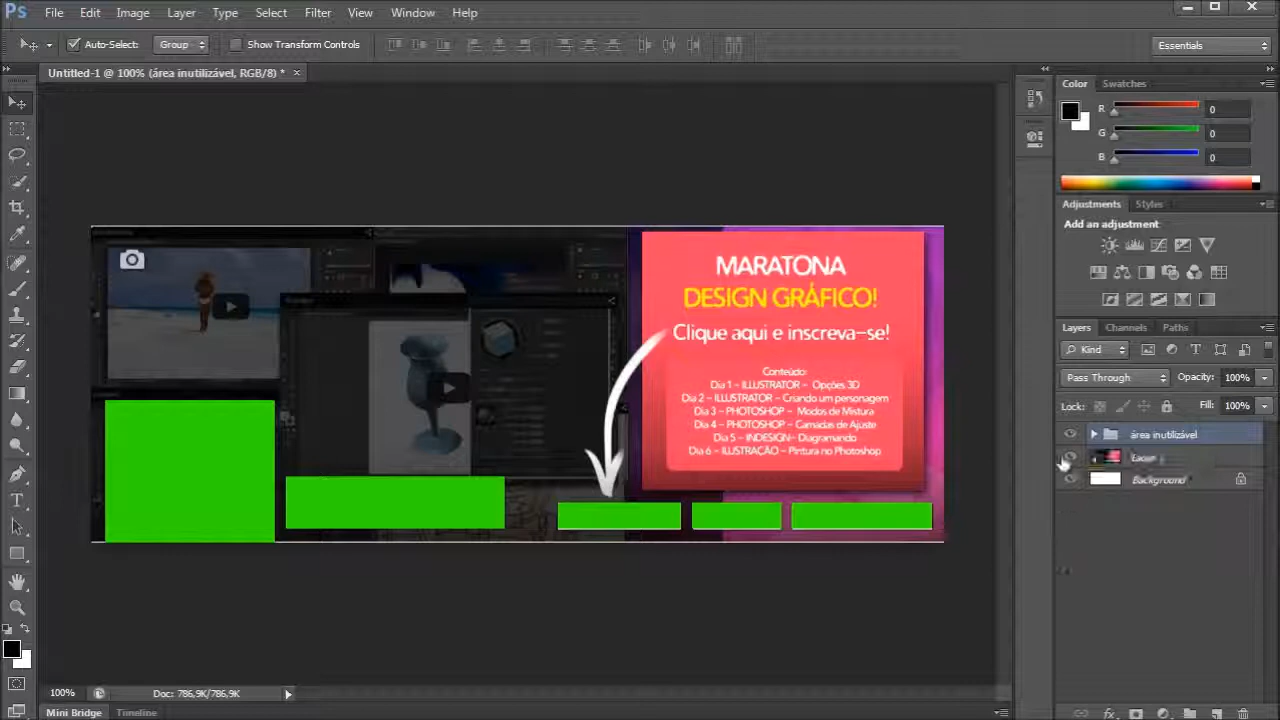 Ps File Edit Image Layer Type Select Filter View Window Help
Auto-Select: Group Show Transform Controls Essentials
Untitled-1 @ 100% (área inutilizável, RGB/8) * ×
Color Swatches
R 0
G 0
B 0
Adjustments Styles
Add an adjustment
Layers Channels Paths
Kind
Pass Through Opacity: 100%
Lock: Fill: 100%
área inutilizável
Background
MARATONA
DESIGN GRÁFICO!
Clique aqui e inscreva-se!
Conteúdo:
Dia 1 - ILLUSTRATOR - Opções 3D
Dia 2 - ILLUSTRATOR - Criando um personagem
Dia 3 - PHOTOSHOP - Modos de Mistura
Dia 4 - PHOTOSHOP - Camadas de Ajuste
Dia 5 - INDESIGN- Diagramando
Dia 6 - ILUSTRAÇÃO - Pintura no Photoshop
100% Doc: 786,9K/786,9K
Mini Bridge Timeline